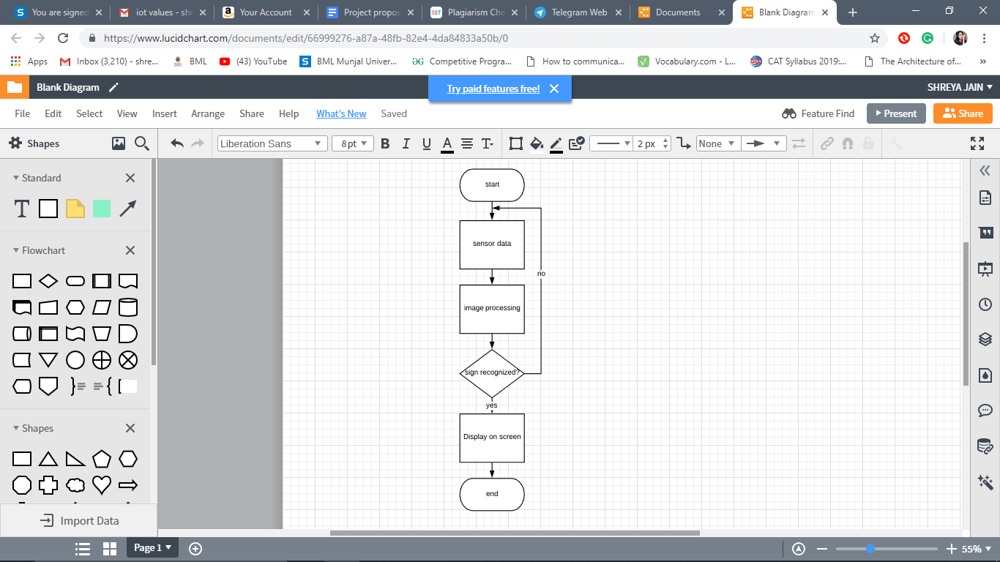 You are signed
iot values - shr
Your Account
Project propos
SST
Plagiarism Che
Telegram Web
Documents
Blank Diagram
https://www.lucidchart.com/documents/edit/66999276-a87a-48fb-82e4-4da84833a50b/0
Apps
Inbox (3,210) - shre...
BML
(43) YouTube
BML Munjal Univer...
Competitive Progra...
How to communica...
Vocabulary.com - L...
CAT Syllabus 2019:...
The Architecture of...
Blank Diagram
Try paid features free!
SHREYA JAIN
File Edit Select View Insert Arrange Share Help What's New Saved
Feature Find
Present
Share
Shapes
Liberation Sans
8 pt
B I U A T
2 px
None
Standard
T
Flowchart
Shapes
Import Data
start
sensor data
no
image processing
sign recognized?
yes
Display on screen
end
Page 1
55%